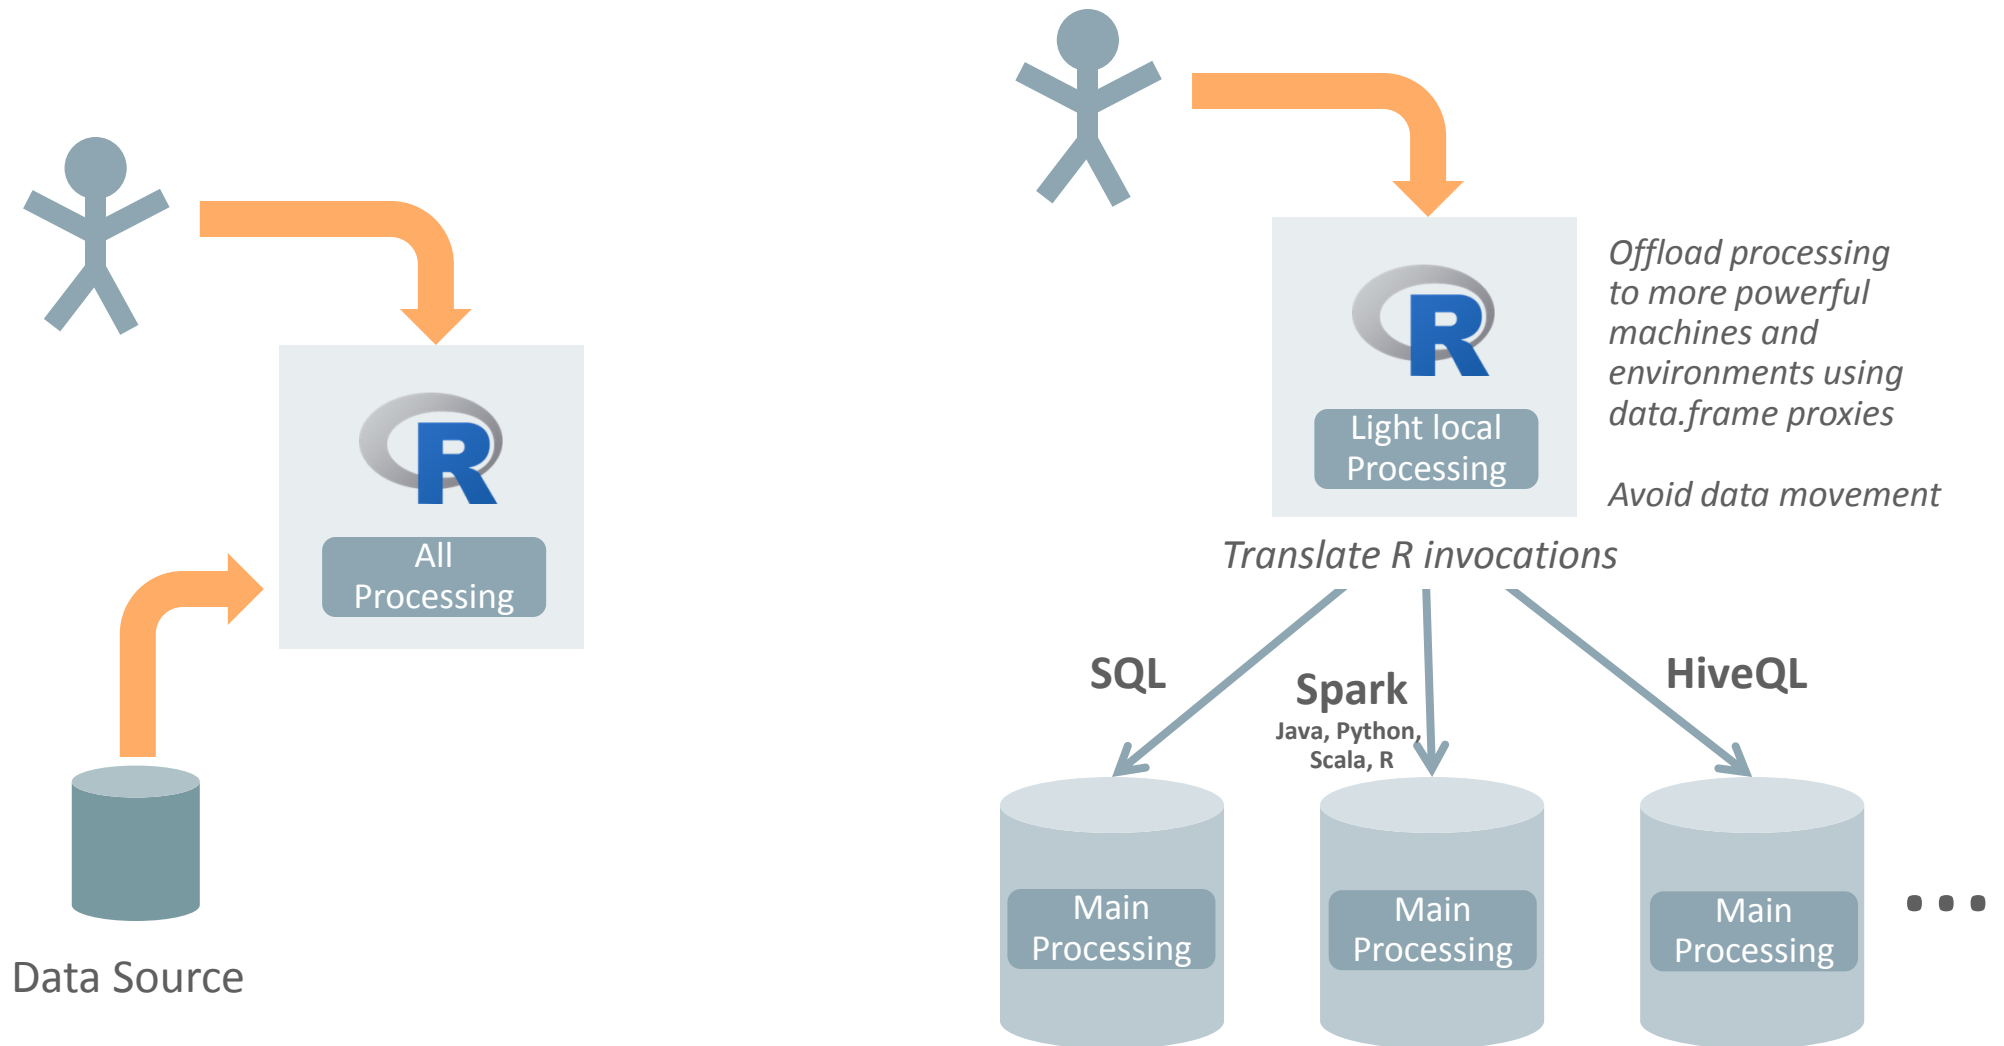 R
All
Processing
Data Source
R
Light local
Processing
Offload processing
to more powerful
machines and
environments using
data.frame proxies
Avoid data movement
Translate R invocations
SQL
Spark
Java, Python,
Scala, R
HiveQL
Main
Processing
Main
Processing
Main
Processing
...